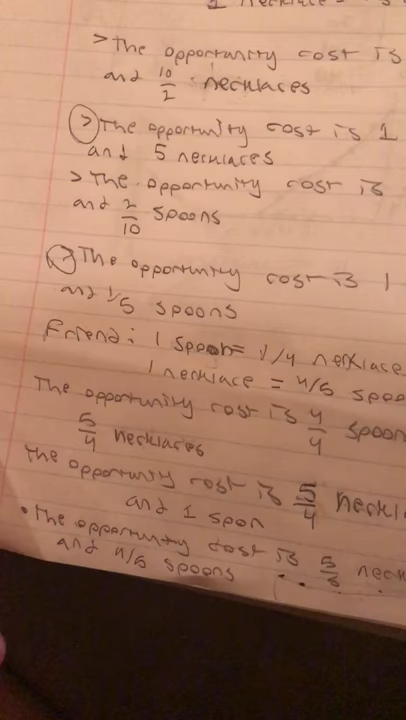 1 necklace =
> The opportunity cost is
and 10/2 necklaces
> The opportunity cost is 1
and 5 necklaces
> The opportunity cost is
and 2/10 spoons
> The opportunity cost is 1
and 1/5 spoons
Friend: 1 spoon = 1/4 necklace
1 necklace = 4/5 spoo
The opportunity cost is 4/4 spoon
5/4 necklaces
The opportunity cost is 5/4 neckl
and 1 spoon
• The opportunity cost is 5/5 neck
and 4/5 spoons